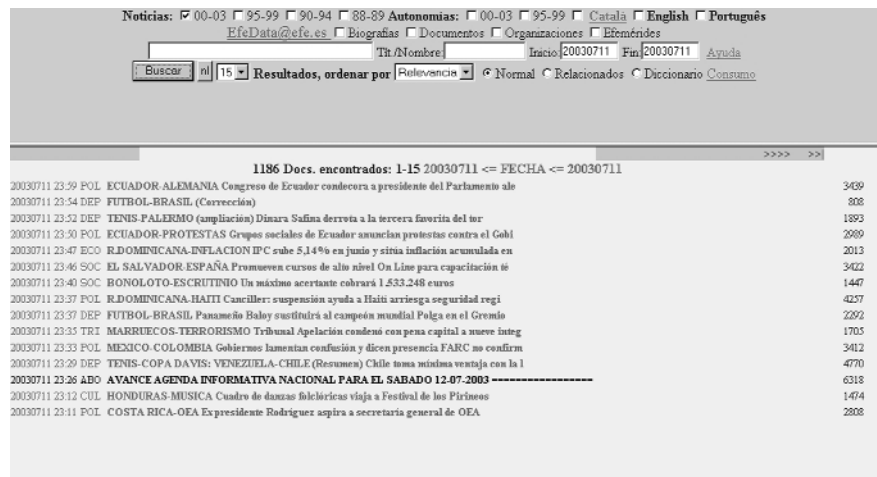 Noticias: 00-03 95-99 90-94 88-89 Autonomias: 00-03 95-99 Català English Português
EfeData@efe.es Biografías Documentos Organizaciones Efemérides
Tit./Nombre: Inicio: 20030711 Fin: 20030711 Ayuda
Buscar nl 15 Resultados, ordenar por Relevancia Normal Relacionados Diccionario Consumo
>>>> >>|
1186 Docs. encontrados: 1-15 20030711 <= FECHA <= 20030711
20030711 23:59 POL ECUADOR-ALEMANIA Congreso de Ecuador condecora a presidente del Parlamento ale 3439
20030711 23:54 DEP FUTBOL-BRASIL (Corrección) 808
20030711 23:52 DEP TENIS-PALERMO (ampliación) Dinara Safina derrota a la tercera favorita del tor 1893
20030711 23:50 POL ECUADOR-PROTESTAS Grupos sociales de Ecuador anuncian protestas contra el Gobi 2989
20030711 23:47 ECO R.DOMINICANA-INFLACION IPC sube 5,14% en junio y sitúa inflación acumulada en 2013
20030711 23:46 SOC EL SALVADOR-ESPAÑA Promueven cursos de alto nivel On Line para capacitación té 3422
20030711 23:40 SOC BONOLOTO-ESCRUTINIO Un máximo acertante cobrará 1.533.248 euros 1447
20030711 23:37 POL R.DOMINICANA-HAITI Canciller: suspensión ayuda a Haití arriesga seguridad regi 4257
20030711 23:37 DEP FUTBOL-BRASIL Panameño Baloy sustituirá al campeón mundial Polga en el Gremio 2292
20030711 23:35 TRI MARRUECOS-TERRORISMO Tribunal Apelación condenó con pena capital a nueve integ 1705
20030711 23:33 POL MEXICO-COLOMBIA Gobiernos lamentan confusión y dicen presencia FARC no confirm 3412
20030711 23:29 DEP TENIS-COPA DAVIS: VENEZUELA-CHILE (Resumen) Chile toma mínima ventaja con la l 4770
20030711 23:26 ABO AVANCE AGENDA INFORMATIVA NACIONAL PARA EL SABADO 12-07-2003 ================= 6318
20030711 23:12 CUL HONDURAS-MUSICA Cuadro de danzas folclóricas viaja a Festival de los Pirineos 1474
20030711 23:11 POL COSTA RICA-OEA Expresidente Rodríguez aspira a secretaría general de OEA 2808